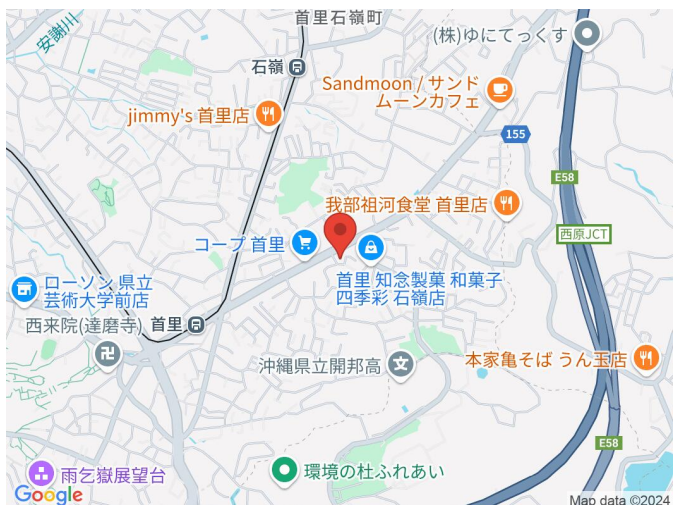 首里石嶺町
安謝川
(株)ゆにてっくす
石嶺
Sandmoon / サンド
ムーンカフェ
jimmy's 首里店
155
E58
我部祖河食堂 首里店
西原JCT
コープ 首里
首里 知念製菓 和菓子
四季彩 石嶺店
ローソン 県立
芸術大学前店
西来院(達磨寺)
首里
沖縄県立開邦高
本家亀そば うん玉店
E58
雨乞嶽展望台
環境の杜ふれあい
Google
Map data ©2024